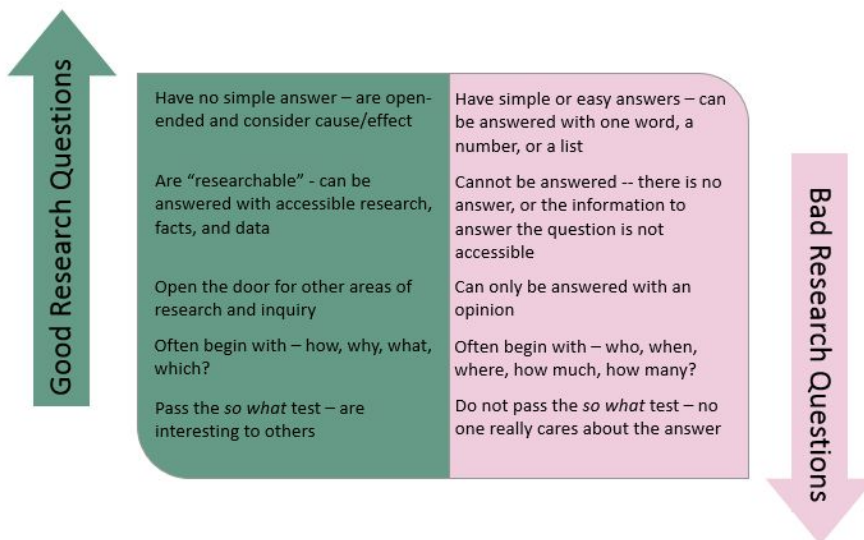 Good Research Questions
Have no simple answer – are open-
ended and consider cause/effect
Are “researchable” - can be
answered with accessible research,
facts, and data
Open the door for other areas of
research and inquiry
Often begin with – how, why, what,
which?
Pass the so what test – are
interesting to others
Have simple or easy answers – can
be answered with one word, a
number, or a list
Cannot be answered -- there is no
answer, or the information to
answer the question is not
accessible
Can only be answered with an
opinion
Often begin with – who, when,
where, how much, how many?
Do not pass the so what test – no
one really cares about the answer
Bad Research Questions